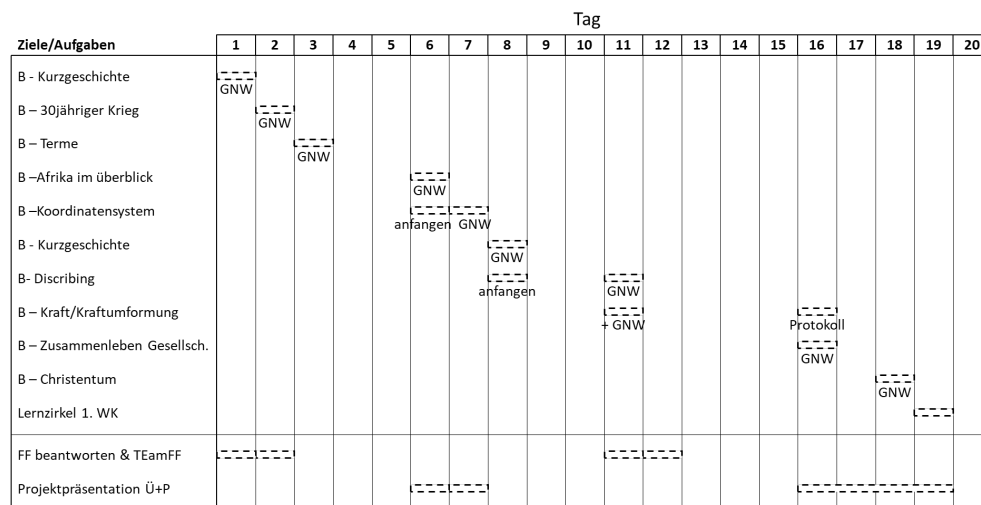 Tag
Ziele/Aufgaben 1 2 3 4 5 6 7 8 9 10 11 12 13 14 15 16 17 18 19 20
B - Kurzgeschichte
GNW
B – 30jähriger Krieg
GNW
B – Terme
GNW
B –Afrika im überblick
GNW
B –Koordinatensystem
anfangen GNW
B - Kurzgeschichte
GNW
B- Discribing
anfangen GNW
B – Kraft/Kraftumformung
+ GNW Protokoll
B – Zusammenleben Gesellsch.
GNW
B – Christentum
GNW
Lernzirkel 1. WK
FF beantworten & TEamFF
Projektpräsentation Ü+P